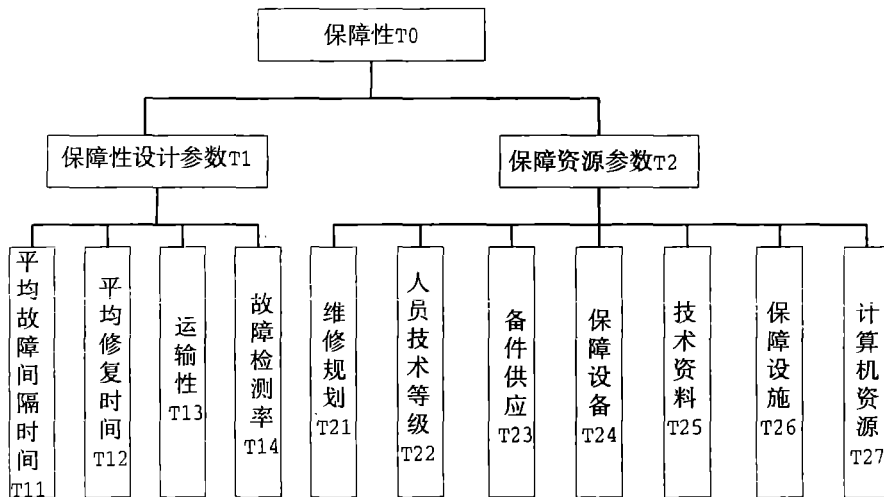 保障性T0
保障性设计参数T1
保障资源参数T2
平均故障间隔时间T11
平均修复时间T12
运输性T13
故障检测率T14
维修规划T21
人员技术等级T22
备件供应T23
保障设备T24
技术资料T25
保障设施T26
计算机资源T27